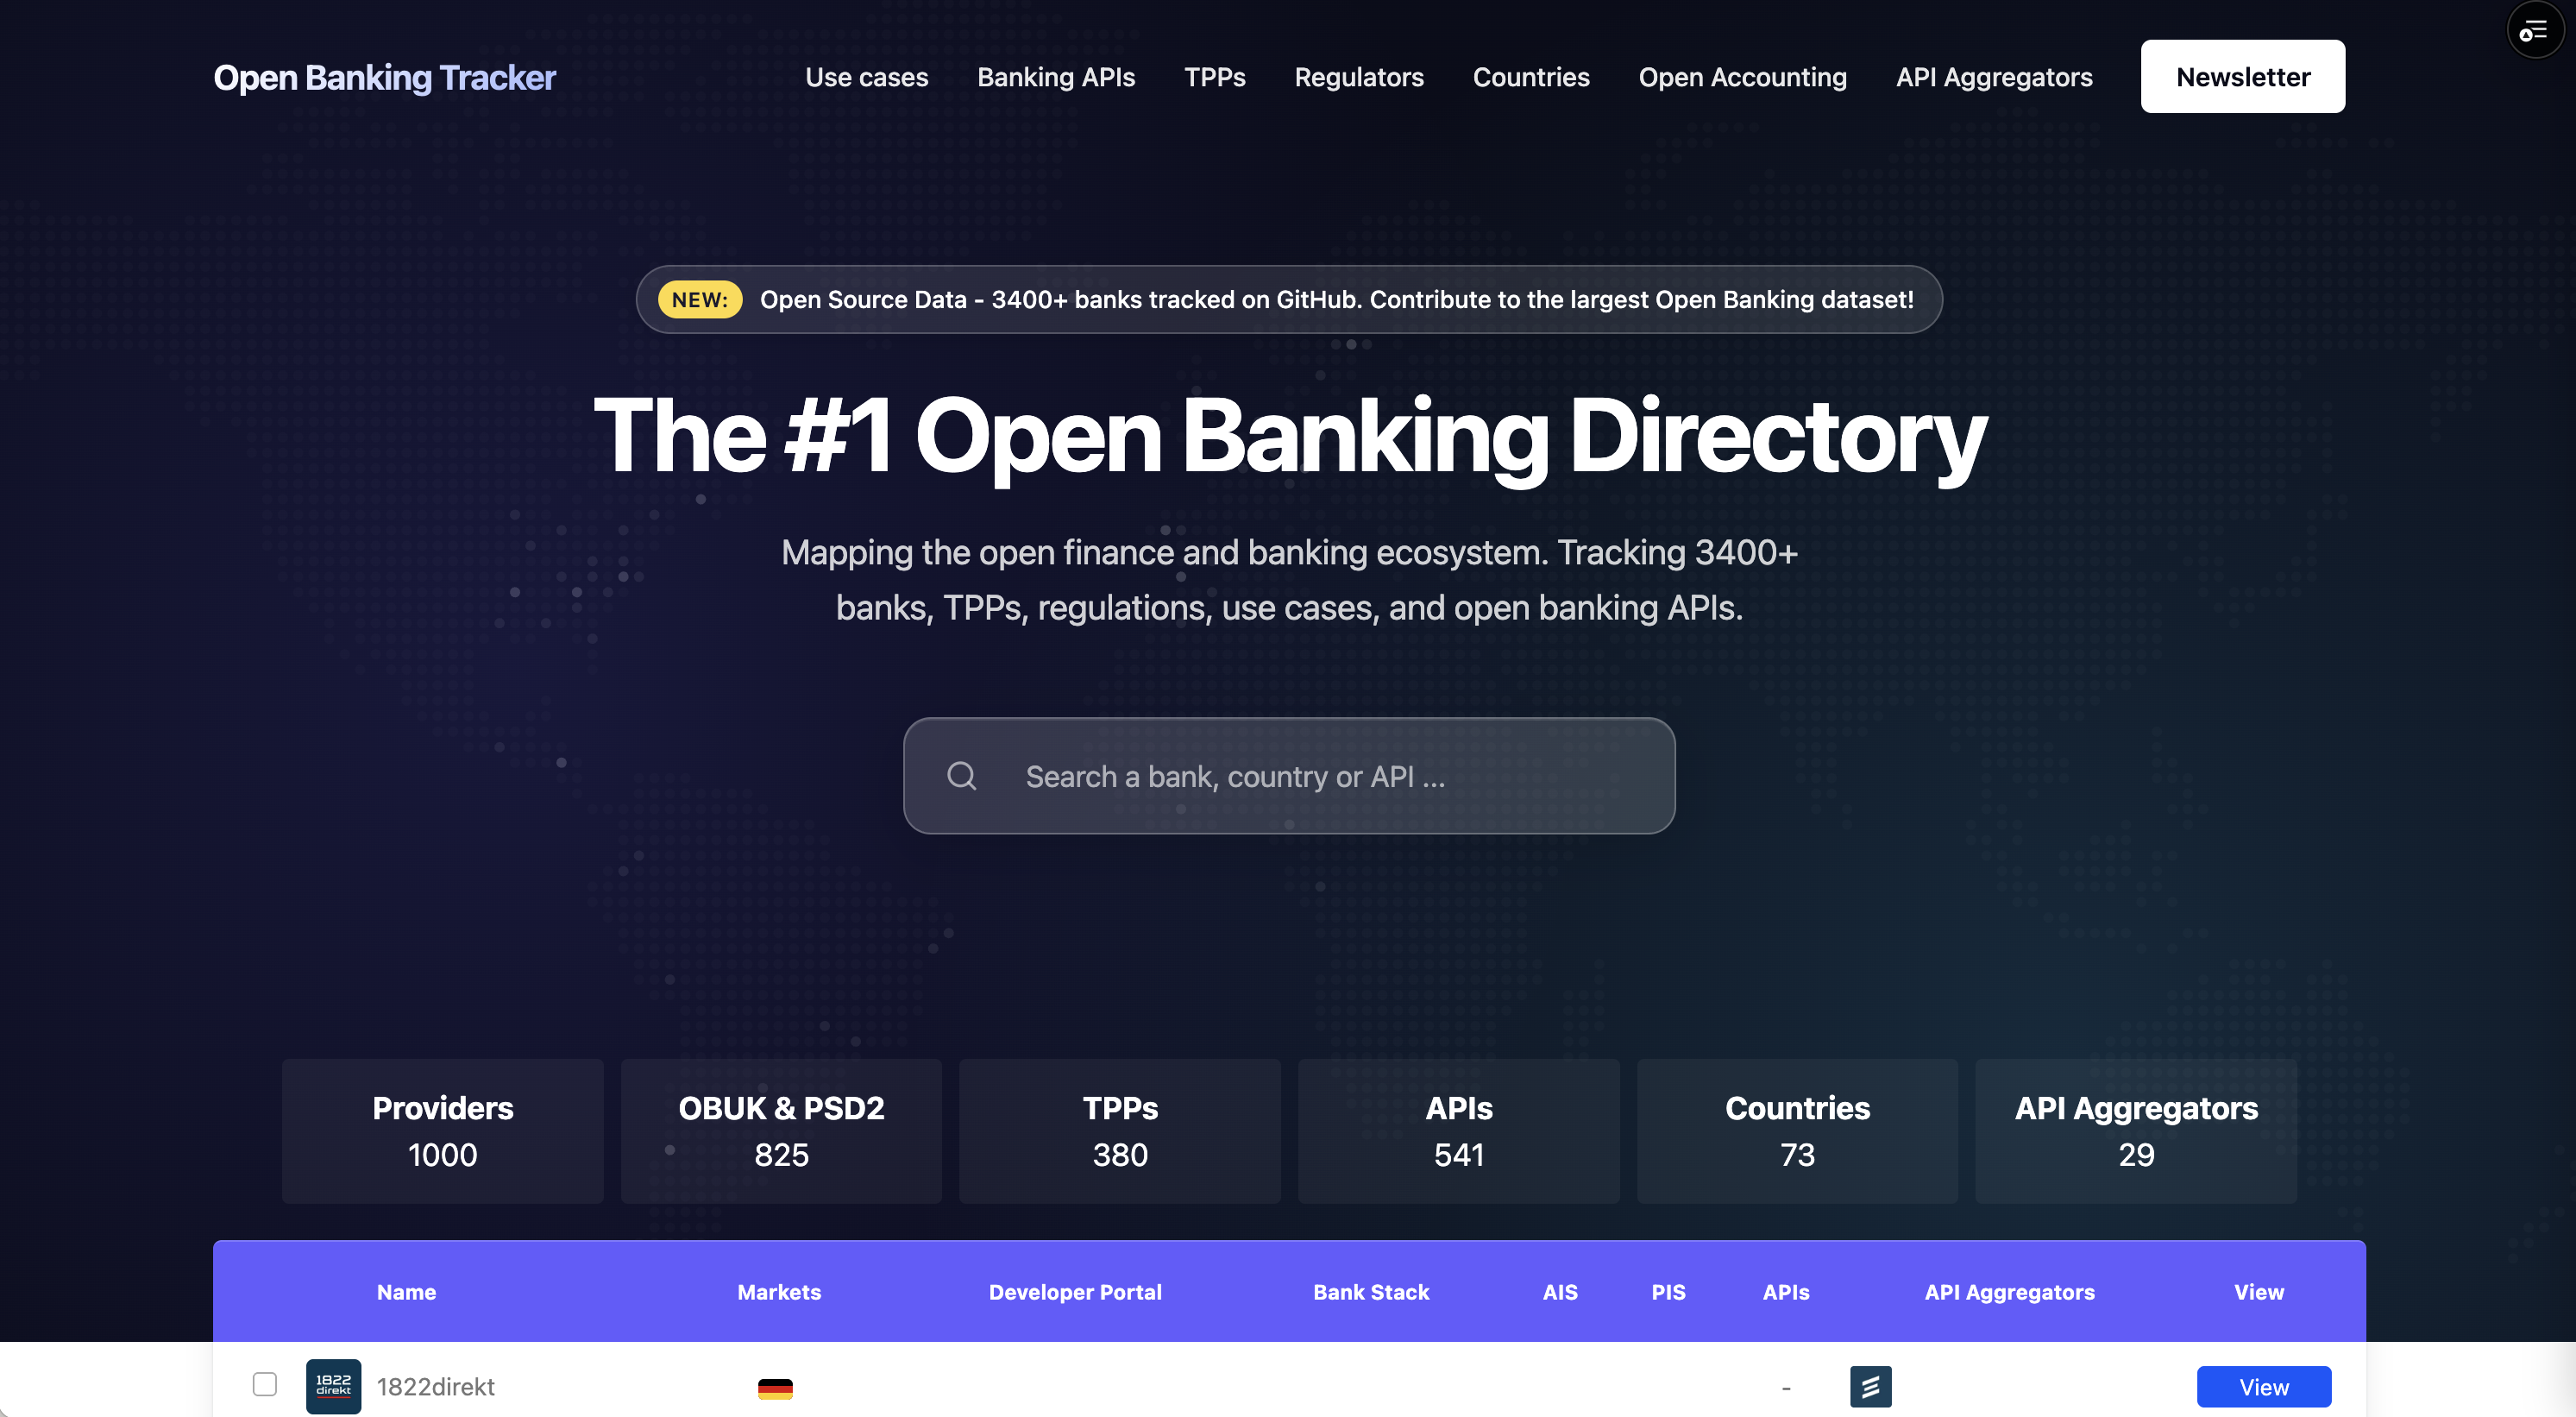 Open Banking Tracker
Use cases
Banking APIs
TPPs
Regulators
Countries
Open Accounting
API Aggregators
Newsletter
NEW: Open Source Data - 3400+ banks tracked on GitHub. Contribute to the largest Open Banking dataset!
The #1 Open Banking Directory
Mapping the open finance and banking ecosystem. Tracking 3400+
banks, TPPs, regulations, use cases, and open banking APIs.
Search a bank, country or API ...
Providers
1000
OBUK & PSD2
825
TPPs
380
APIs
541
Countries
73
API Aggregators
29
Name
Markets
Developer Portal
Bank Stack
AIS
PIS
APIs
API Aggregators
View
1822
direkt
1822direkt
-
View